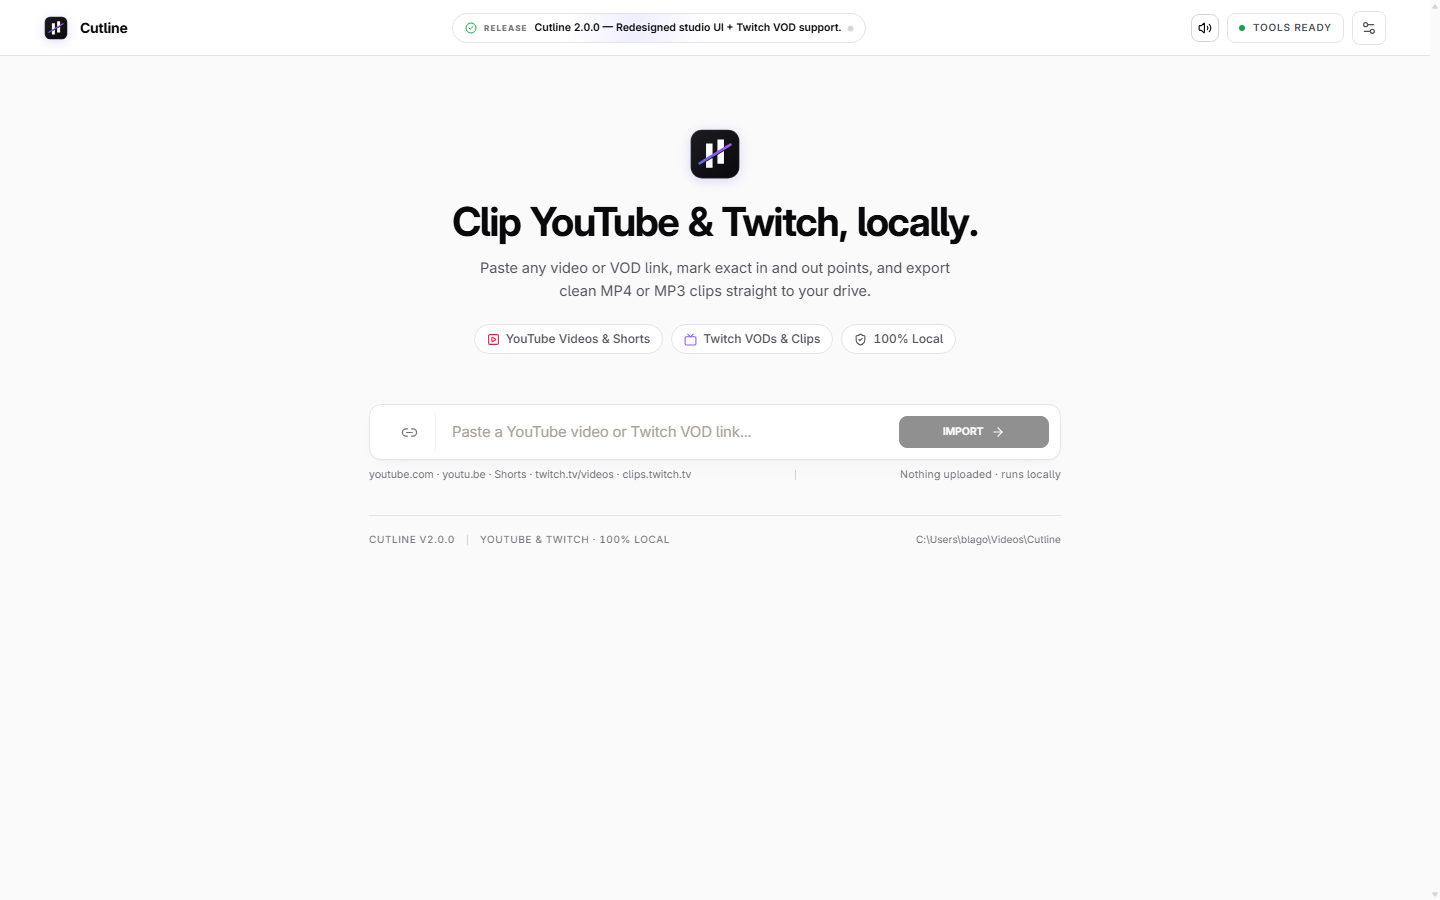 Cutline
RELEASE Cutline 2.0.0 — Redesigned studio UI + Twitch VOD support.
TOOLS READY
Clip YouTube & Twitch, locally.
Paste any video or VOD link, mark exact in and out points, and export
clean MP4 or MP3 clips straight to your drive.
YouTube Videos & Shorts
Twitch VODs & Clips
100% Local
Paste a YouTube video or Twitch VOD link...
IMPORT
youtube.com · youtu.be · Shorts · twitch.tv/videos · clips.twitch.tv
Nothing uploaded · runs locally
CUTLINE V2.0.0
YOUTUBE & TWITCH · 100% LOCAL
C:\Users\blago\Videos\Cutline